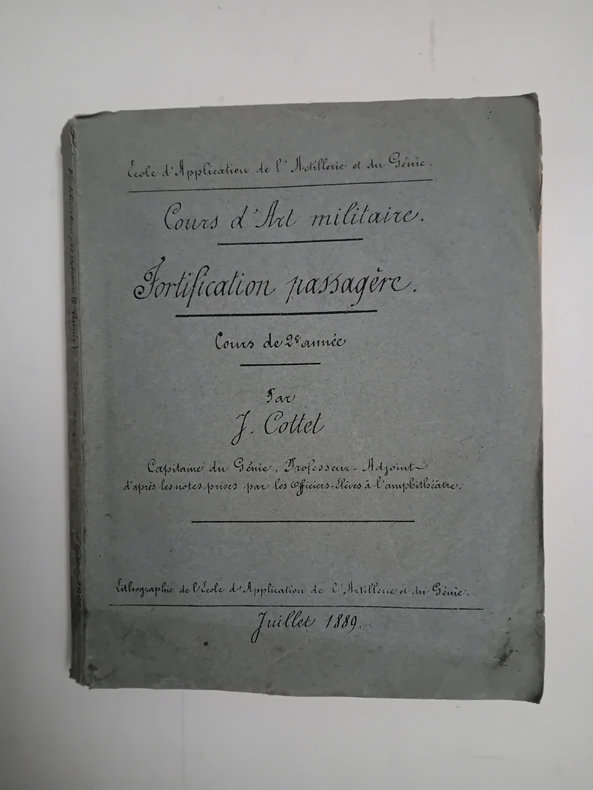 École d'Application de l'Artillerie et du Génie.
Cours d'Art militaire.
Fortification passagère.
Cours de 2e année
Par
J. Cottet
Capitaine du Génie, Professeur-Adjoint
d'après les notes prises par les Officiers-Élèves à l'amphithéatre.
Lithographie de l'École d'Application de l'Artillerie et du Génie.
Juillet 1889.